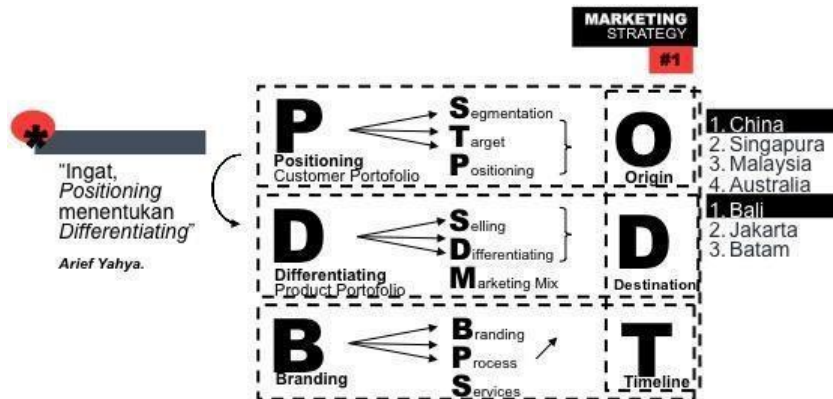 MARKETING
STRATEGY
#1
*
"Ingat,
Positioning
menentukan
Differentiating"
Arief Yahya.
P
Positioning
Customer Portofolio
Segmentation
Target
Positioning
O
Origin
1. China
2. Singapura
3. Malaysia
4. Australia
D
Differentiating
Product Portofolio
Selling
Differentiating
Marketing Mix
D
Destination
1. Bali
2. Jakarta
3. Batam
B
Branding
Branding
Process
Services
T
Timeline